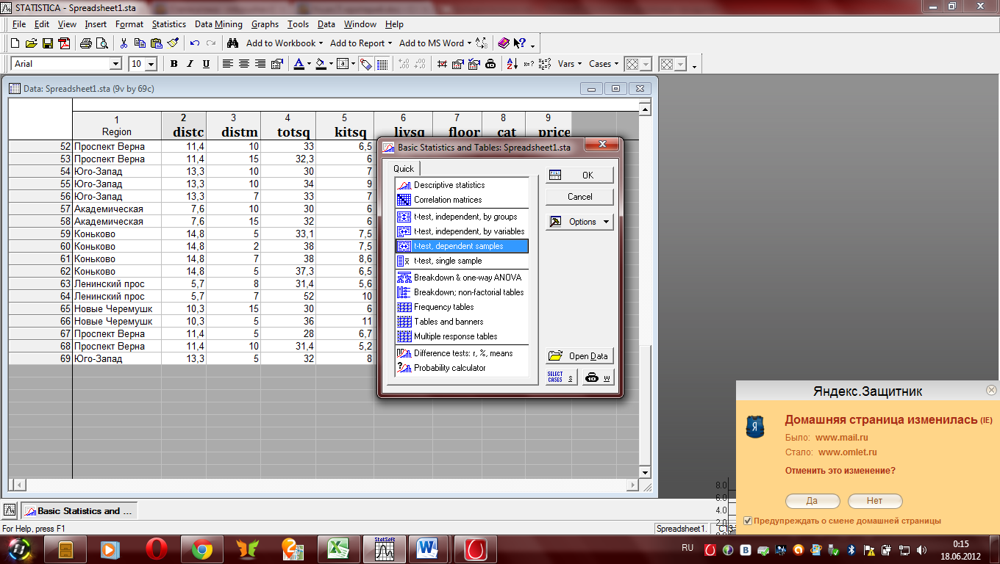 STATISTICA - Spreadsheet1.sta
File Edit View Insert Format Statistics Data Mining Graphs Tools Data Window Help
Add to Workbook Add to Report Add to MS Word
Arial 10 B I U Vars Cases
Data: Spreadsheet1.sta (9v by 69c)
1 2 3 4 5 6 7 8 9
Region distc distm totsq kitsq livsq floor cat price
52 Проспект Верна 11,4 10 33 6,5
53 Проспект Верна 11,4 15 32,3 6
54 Юго-Запад 13,3 10 30 7
55 Юго-Запад 13,3 10 34 9
56 Юго-Запад 13,3 7 33 7
57 Академическая 7,6 10 30 6
58 Академическая 7,6 15 32 6
59 Коньково 14,8 5 33,1 7,5
60 Коньково 14,8 2 38 7,5
61 Коньково 14,8 7 38 8,6
62 Коньково 14,8 5 37,3 6,5
63 Ленинский прос 5,7 8 31,4 5,6
64 Ленинский прос 5,7 7 52 10
65 Новые Черемушк 10,3 15 30 6
66 Новые Черемушк 10,3 5 36 11
67 Проспект Верна 11,4 5 28 6,7
68 Проспект Верна 11,4 10 31,4 5,2
69 Юго-Запад 13,3 5 32 8
Basic Statistics and Tables: Spreadsheet1.sta
Quick
Descriptive statistics
Correlation matrices
t-test, independent, by groups
t-test, independent, by variables
t-test, dependent samples
t-test, single sample
Breakdown & one-way ANOVA
Breakdown; non-factorial tables
Frequency tables
Tables and banners
Multiple response tables
Difference tests: r, %, means
Probability calculator
OK
Cancel
Options
Open Data
SELECT CASES S W
Яндекс.Защитник
Домашняя страница изменилась (IE)
Было: www.mail.ru
Стало: www.omlet.ru
Отменить это изменение?
Да Нет
Предупреждать о смене домашней страницы
8.0
6.0
4.0
2.0
Basic Statistics and ...
For Help, press F1
Spreadsheet1.
StatSoft
RU
0:15
18.06.2012